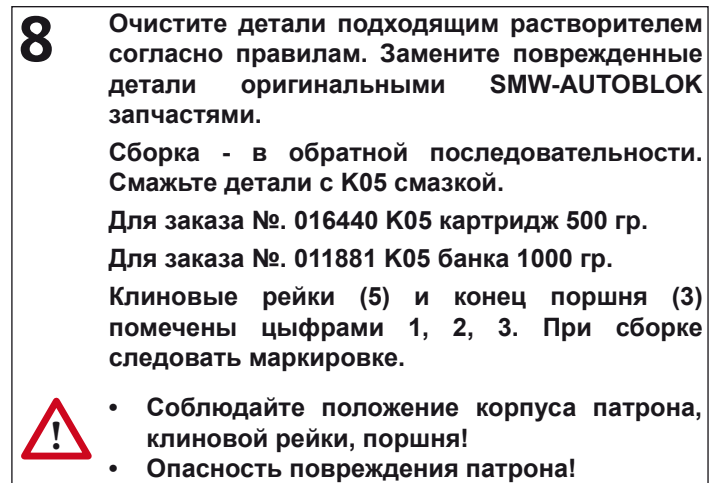 8 Очистите детали подходящим растворителем
согласно правилам. Замените поврежденные
детали оригинальными SMW-AUTOBLOK
запчастями.
Сборка - в обратной последовательности.
Смажьте детали с K05 смазкой.
Для заказа №. 016440 K05 картридж 500 гр.
Для заказа №. 011881 K05 банка 1000 гр.
Клиновые рейки (5) и конец поршня (3)
помечены цыфрами 1, 2, 3. При сборке
следовать маркировке.
! • Соблюдайте положение корпуса патрона,
клиновой рейки, поршня!
• Опасность повреждения патрона!